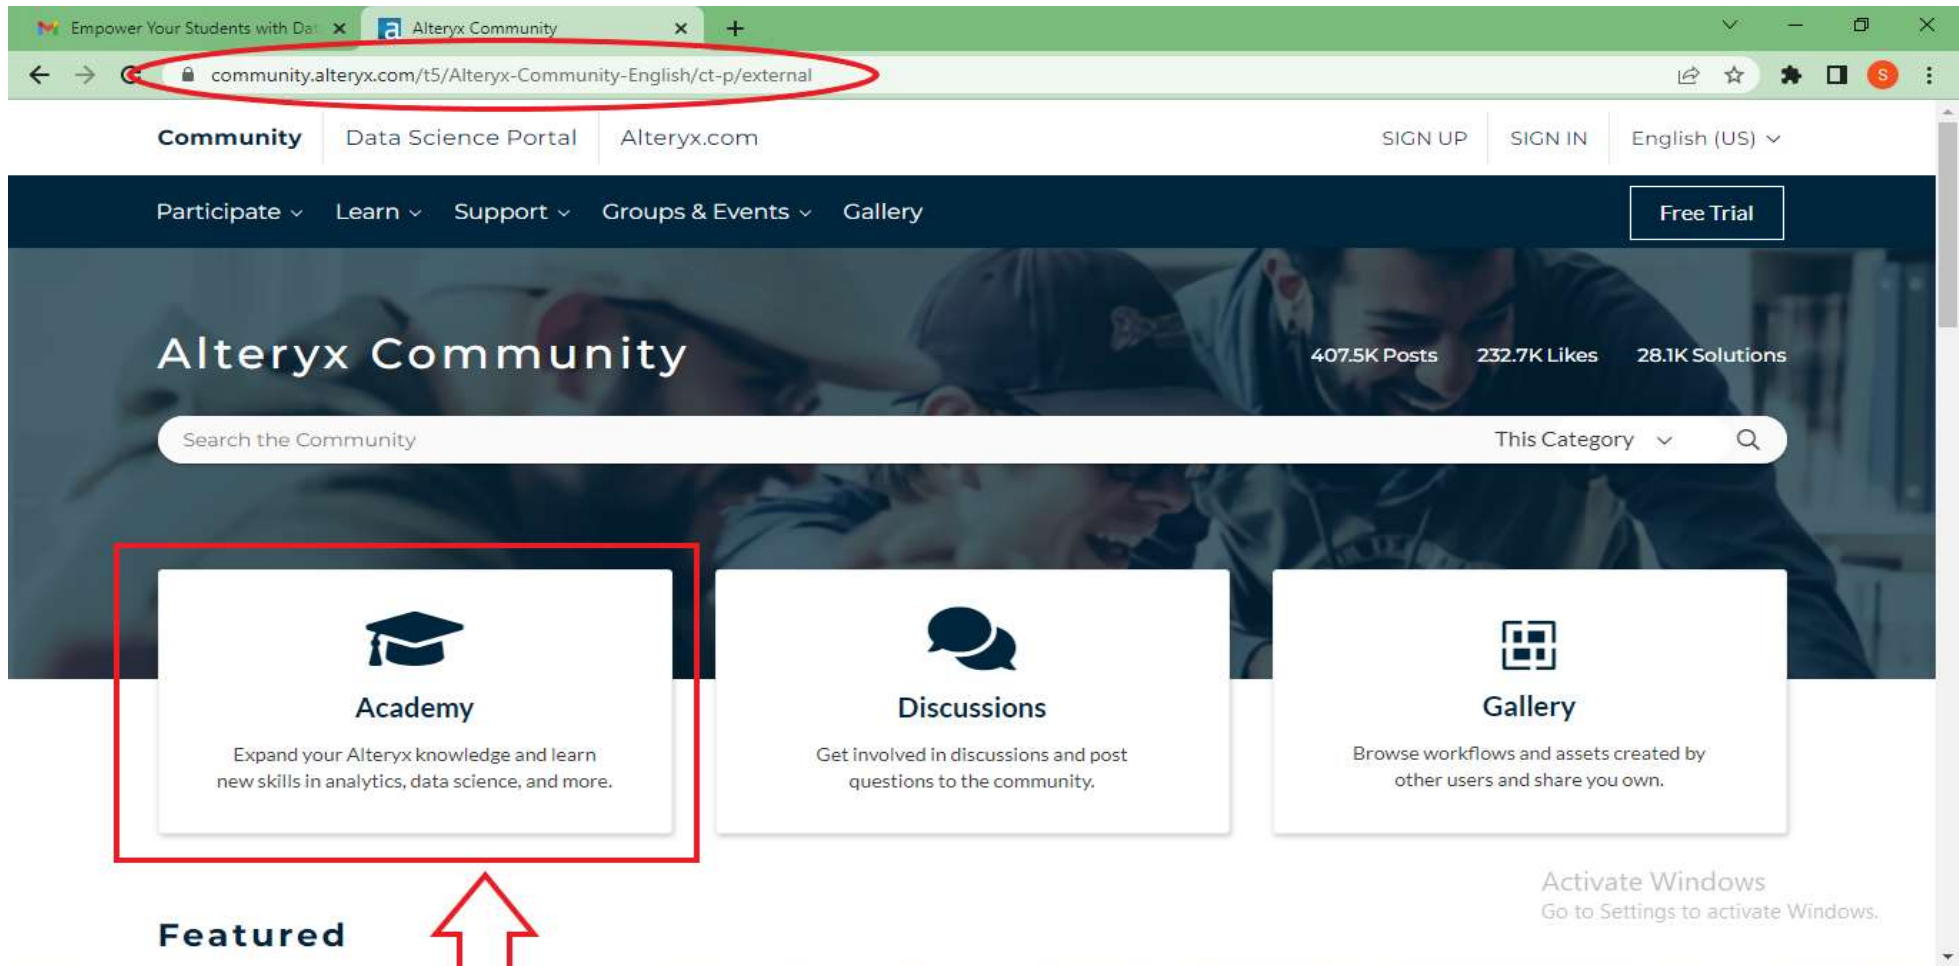 Empower Your Students with Dat
Alteryx Community
community.alteryx.com/t5/Alteryx-Community-English/ct-p/external
S
Community Data Science Portal Alteryx.com SIGN UP SIGN IN English (US)
Participate Learn Support Groups & Events Gallery Free Trial
Alteryx Community
407.5K Posts 232.7K Likes 28.1K Solutions
Search the Community This Category
Academy
Expand your Alteryx knowledge and learn
new skills in analytics, data science, and more.
Discussions
Get involved in discussions and post
questions to the community.
Gallery
Browse workflows and assets created by
other users and share you own.
Activate Windows
Go to Settings to activate Windows.
Featured